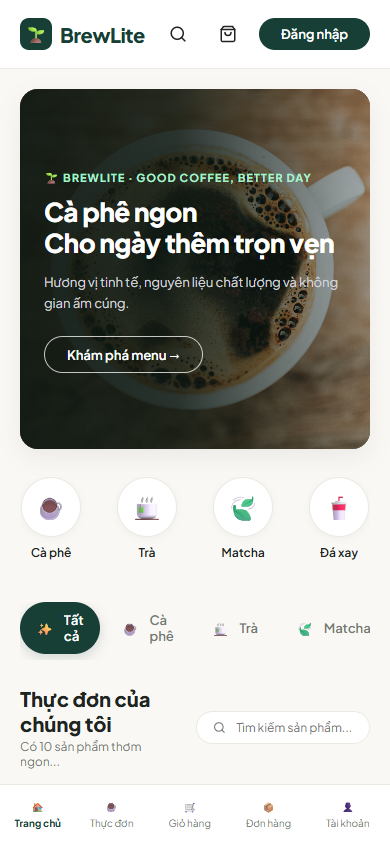 BrewLite
Đăng nhập
BREWLITE · GOOD COFFEE, BETTER DAY
Cà phê ngon
Cho ngày thêm trọn vẹn
Hương vị tinh tế, nguyên liệu chất lượng và không
gian ấm cúng.
Khám phá menu →
Cà phê
Trà
Matcha
Đá xay
Tất
cả
Cà
phê
Trà
Matcha
Thực đơn của
chúng tôi
Có 10 sản phẩm thơm
ngon...
Tìm kiếm sản phẩm...
Trang chủ
Thực đơn
Giỏ hàng
Đơn hàng
Tài khoản